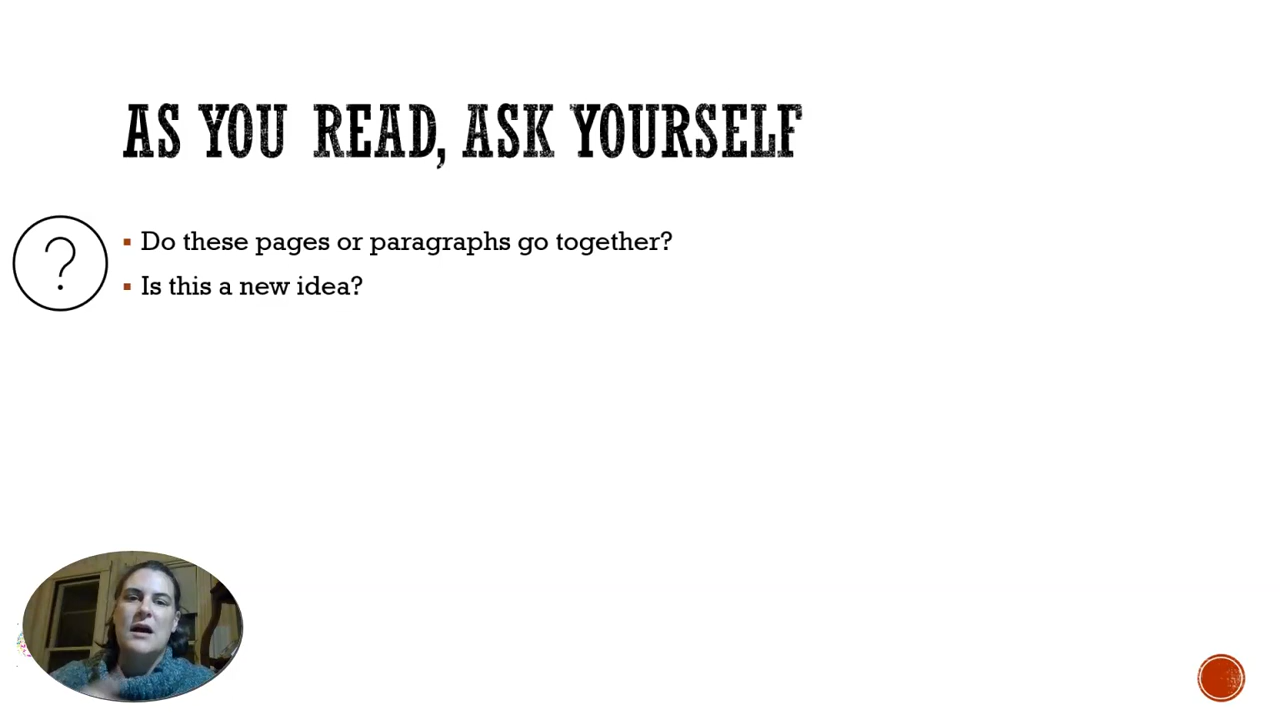 AS YOU READ, ASK YOURSELF
?
▪ Do these pages or paragraphs go together?
▪ Is this a new idea?